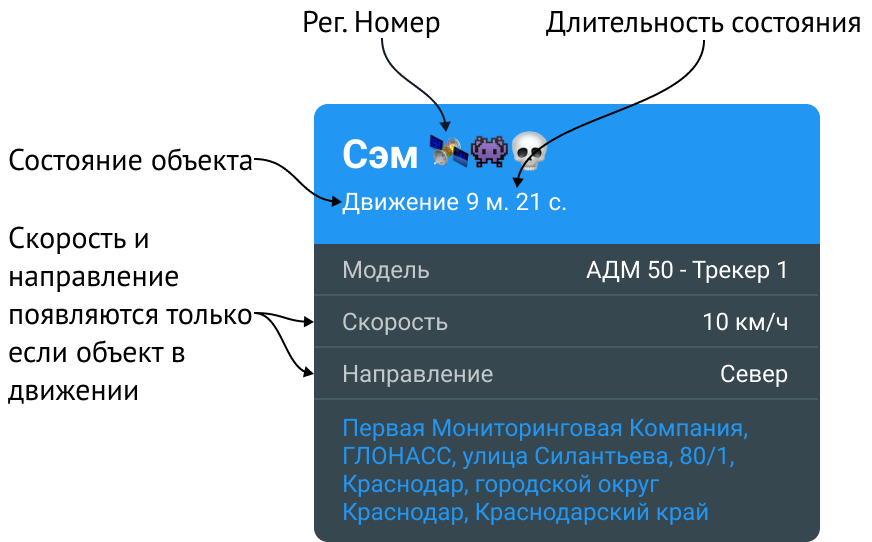 Рег. Номер
Длительность состояния
Сэм 🛰️👾💀
Состояние объекта
Движение 9 м. 21 с.
Скорость и
направление
появляются только
если объект в
движении
Модель АДМ 50 - Трекер 1
Скорость 10 км/ч
Направление Север
Первая Мониторинговая Компания,
ГЛОНАСС, улица Силантьева, 80/1,
Краснодар, городской округ
Краснодар, Краснодарский край